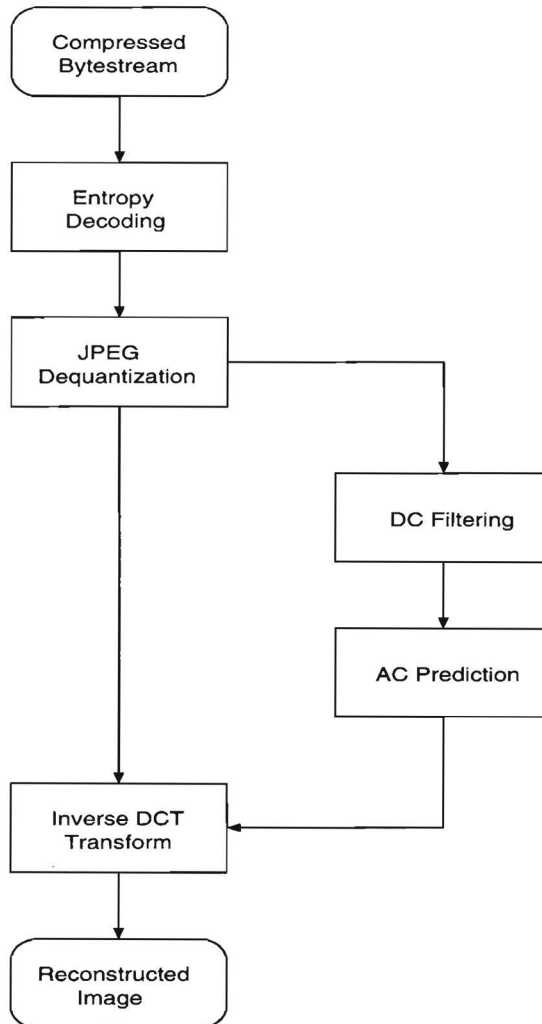 Compressed
Bytestream
Entropy
Decoding
JPEG
Dequantization
DC Filtering
AC Prediction
Inverse DCT
Transform
Reconstructed
Image